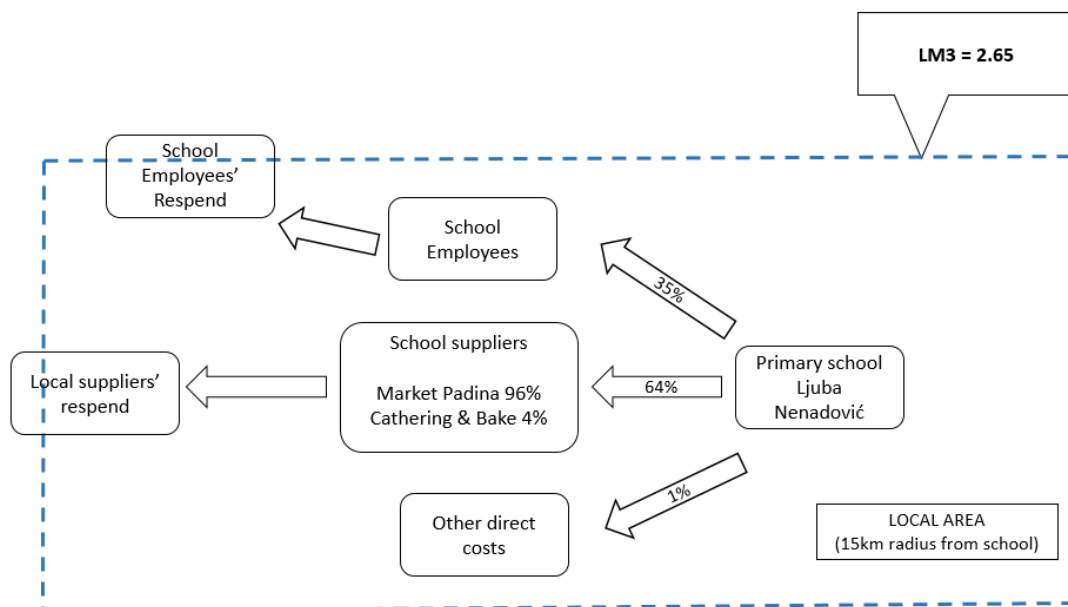 LM3 = 2.65
School
Employees’
Respend
School
Employees
35%
School suppliers
Market Padina 96%
Cathering & Bake 4%
Local suppliers’
respend
64%
Primary school
Ljuba
Nenadović
1%
Other direct
costs
LOCAL AREA
(15km radius from school)